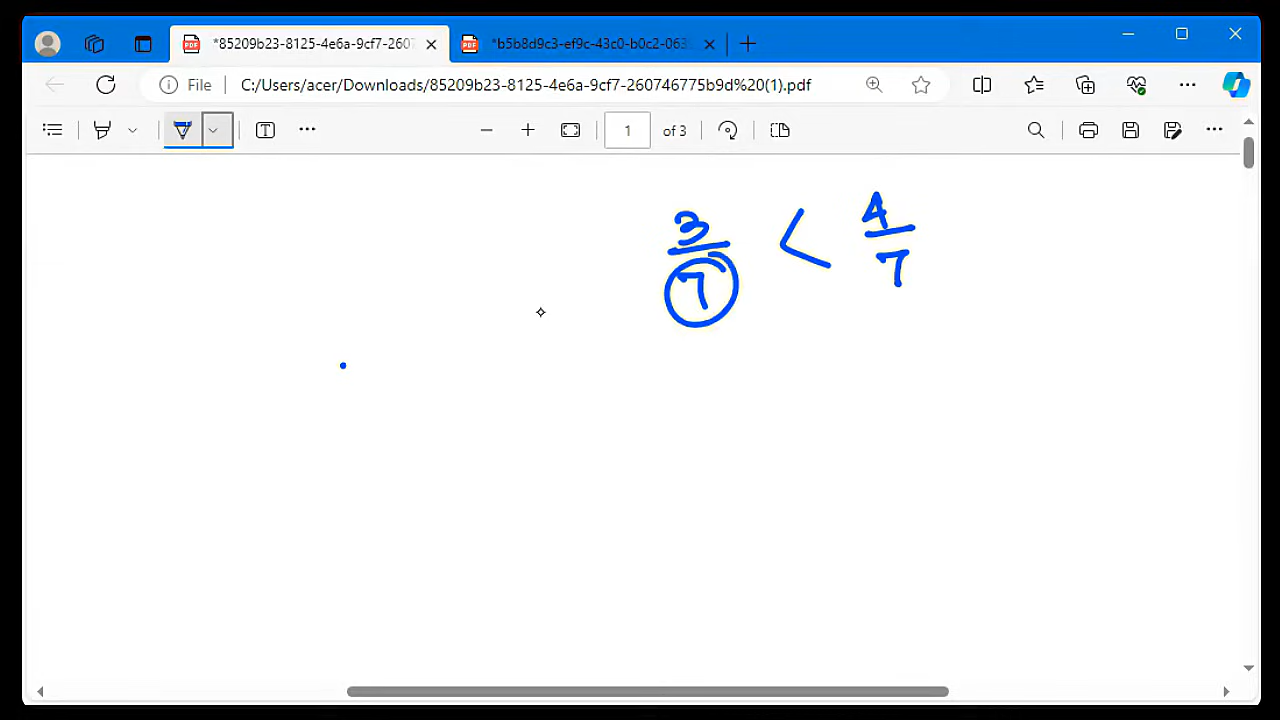 *85209b23-8125-4e6a-9cf7-2607
*b5b8d9c3-ef9c-43c0-b0c2-063
File
C:/Users/acer/Downloads/85209b23-8125-4e6a-9cf7-260746775b9d%20(1).pdf
1 of 3
3/7 < 4/7